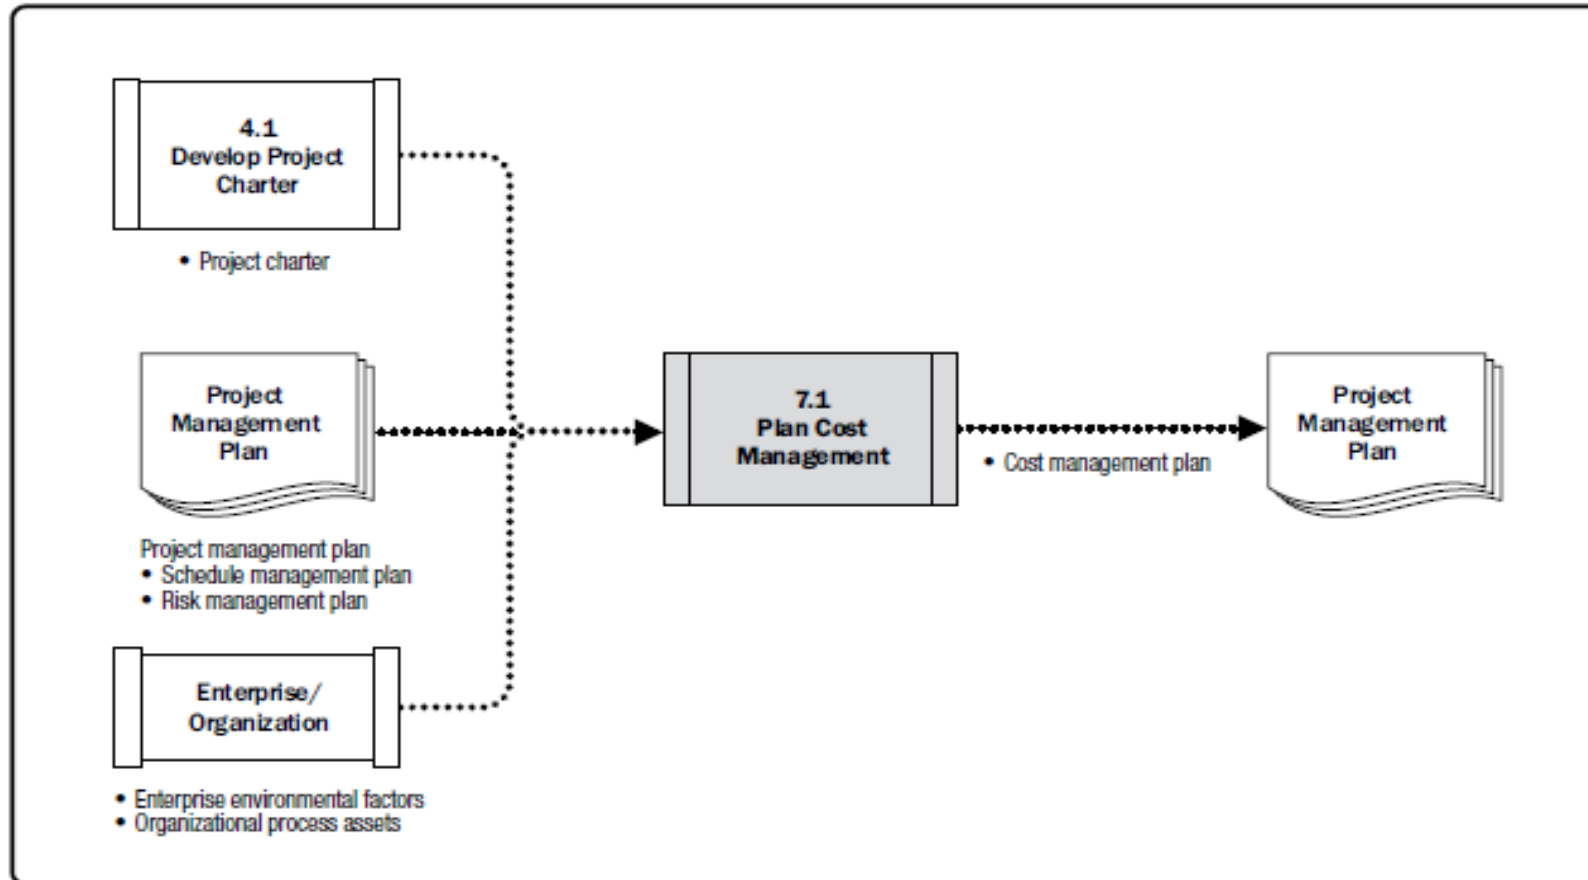 4.1
Develop Project
Charter
• Project charter
Project
Management
Plan
Project management plan
• Schedule management plan
• Risk management plan
Enterprise/
Organization
• Enterprise environmental factors
• Organizational process assets
7.1
Plan Cost
Management
• Cost management plan
Project
Management
Plan